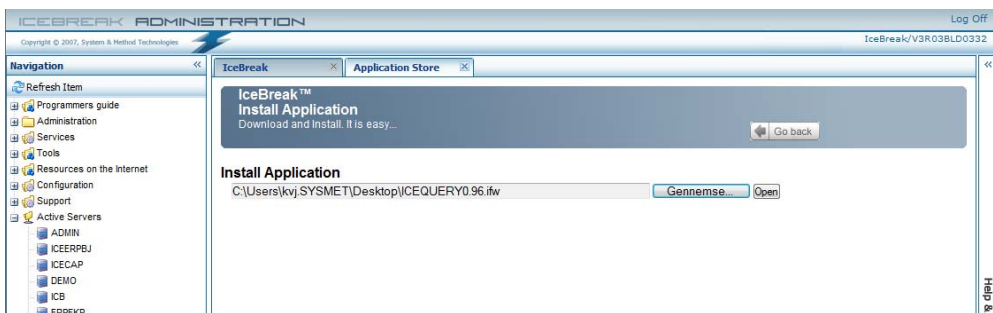 ICEBREAK ADMINISTRATION
Log Off
Copyright © 2007, System & Method Technologies
IceBreak/V3R03BLD0332
Navigation
IceBreak
Application Store
Refresh Item
Programmers guide
Administration
Services
Tools
Resources on the Internet
Configuration
Support
Active Servers
ADMIN
ICEERPBJ
ICECAP
DEMO
ICB
IceBreak™
Install Application
Download and Install. It is easy...
Go back
Install Application
C:\Users\kvj.SYSMET\Desktop\ICEQUERY0.96.ifw
Gennemse...
Open
Help &